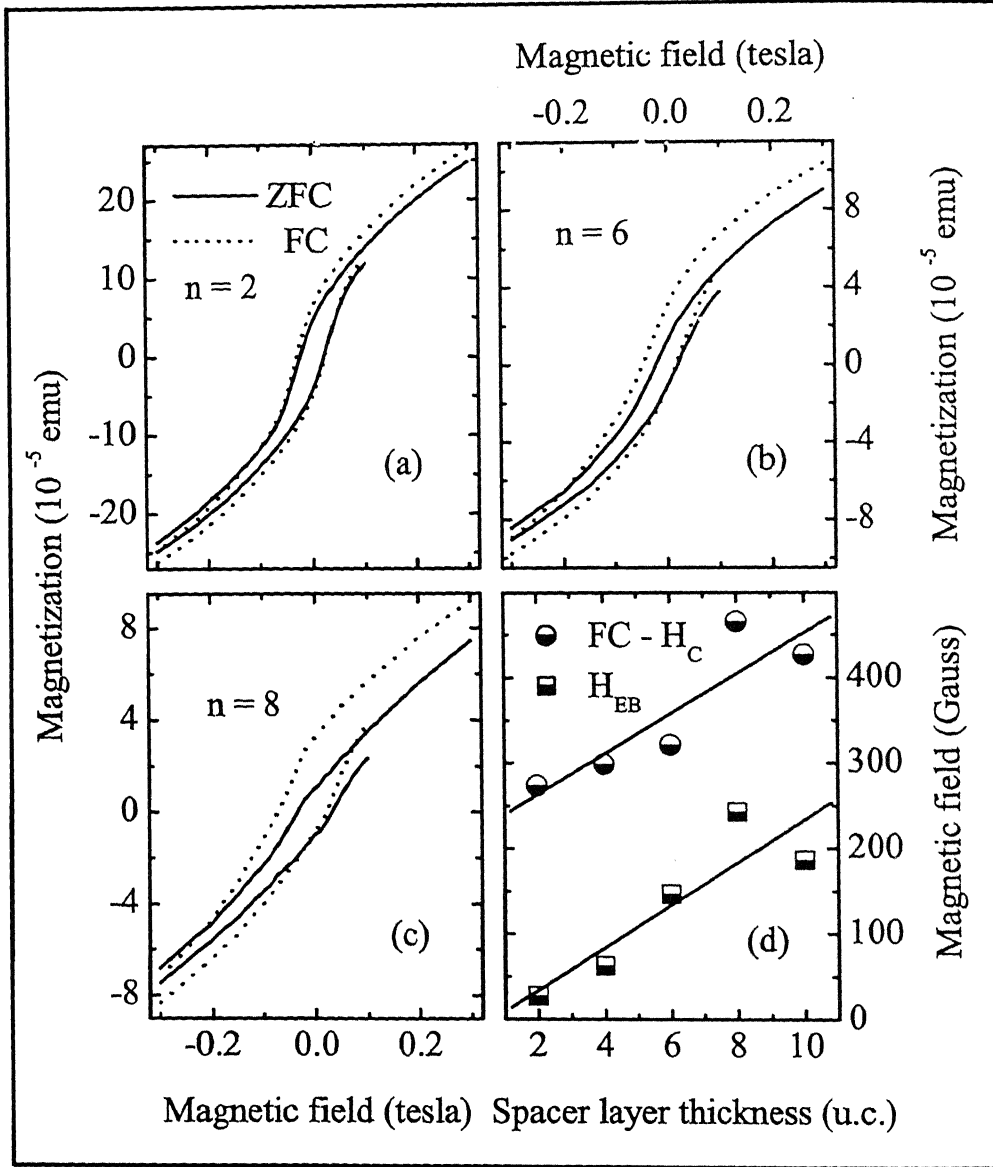 Magnetic field (tesla)
-0.2 0.0 0.2
ZFC
FC
n = 2
(a)
20
10
0
-10
-20
n = 6
(b)
8
4
0
-4
-8
Magnetization (10⁻⁵ emu)
Magnetization (10⁻⁵ emu)
n = 8
(c)
8
4
0
-4
-8
-0.2 0.0 0.2
FC - H_C
H_EB
(d)
400
300
200
100
0
2 4 6 8 10
Magnetic field (Gauss)
Magnetic field (tesla) Spacer layer thickness (u.c.)